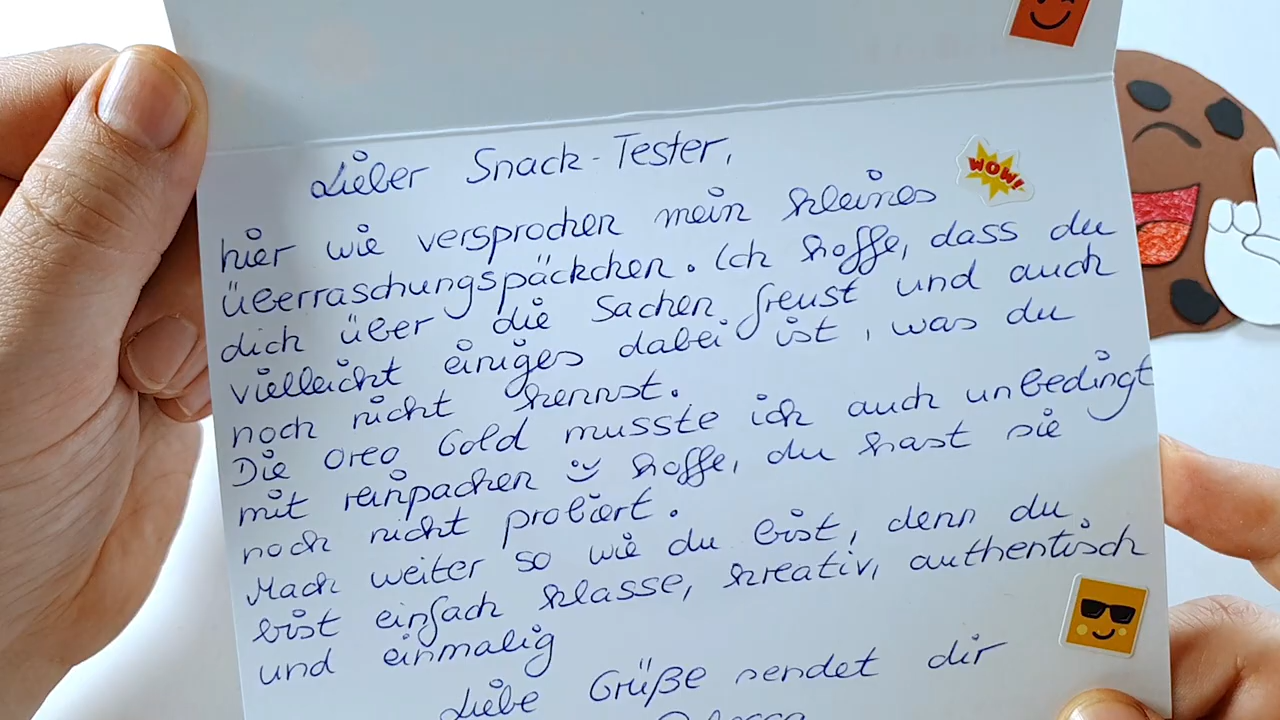 Lieber Snack-Tester,
WOW!
hier wie versprochen mein kleines
überraschungspäckchen. Ich hoffe, dass du
dich über die Sachen freust und auch
vielleicht einiges dabei ist, was du
noch nicht kennst.
Die Oreo Gold musste ich auch unbedingt
mit reinpacken hoffe, du hast sie
noch nicht probiert.
Mach weiter so wie du bist, denn du
bist einfach klasse, kreativ, authentisch
und einmalig
Liebe Grüße sendet dir